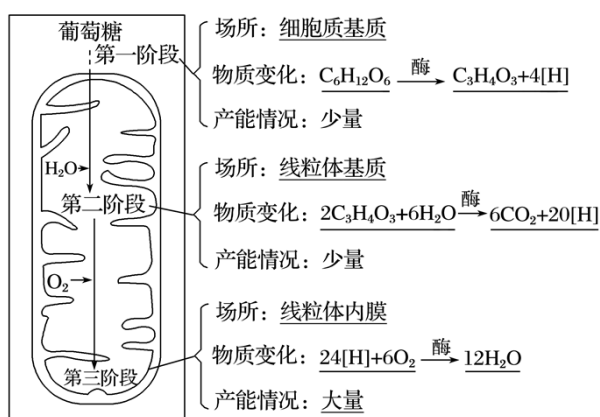 葡萄糖
第一阶段
场所：细胞质基质
物质变化：C₆H₁₂O₆ 酶→ C₃H₄O₃+4[H]
产能情况：少量
H₂O
第二阶段
场所：线粒体基质
物质变化：2C₃H₄O₃+6H₂O 酶→ 6CO₂+20[H]
产能情况：少量
O₂
第三阶段
场所：线粒体内膜
物质变化：24[H]+6O₂ 酶→ 12H₂O
产能情况：大量